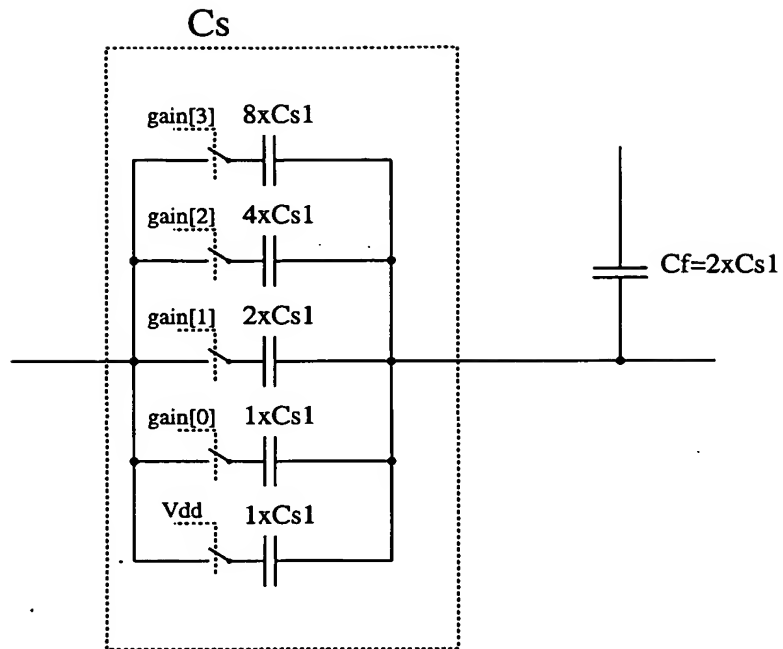 Cs
gain[3] 8xCs1
gain[2] 4xCs1
Cf=2xCs1
gain[1] 2xCs1
gain[0] 1xCs1
Vdd 1xCs1